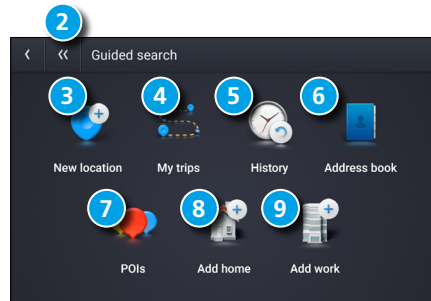 2
‹ ‹‹ Guided search
3 4 5 6
New location My trips History Address book
7 8 9
POIs Add home Add work